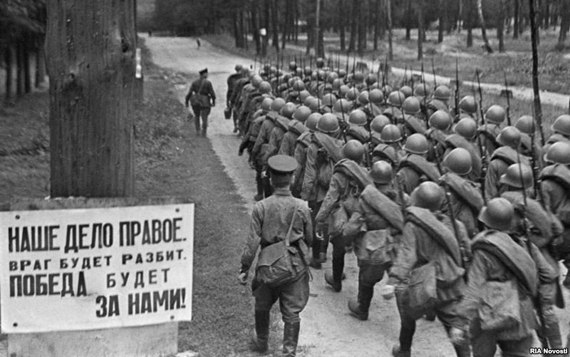 НАШЕ ДЕЛО ПРАВОЕ.
ВРАГ БУДЕТ РАЗБИТ.
ПОБЕДА БУДЕТ
ЗА НАМИ!
RIA Novosti